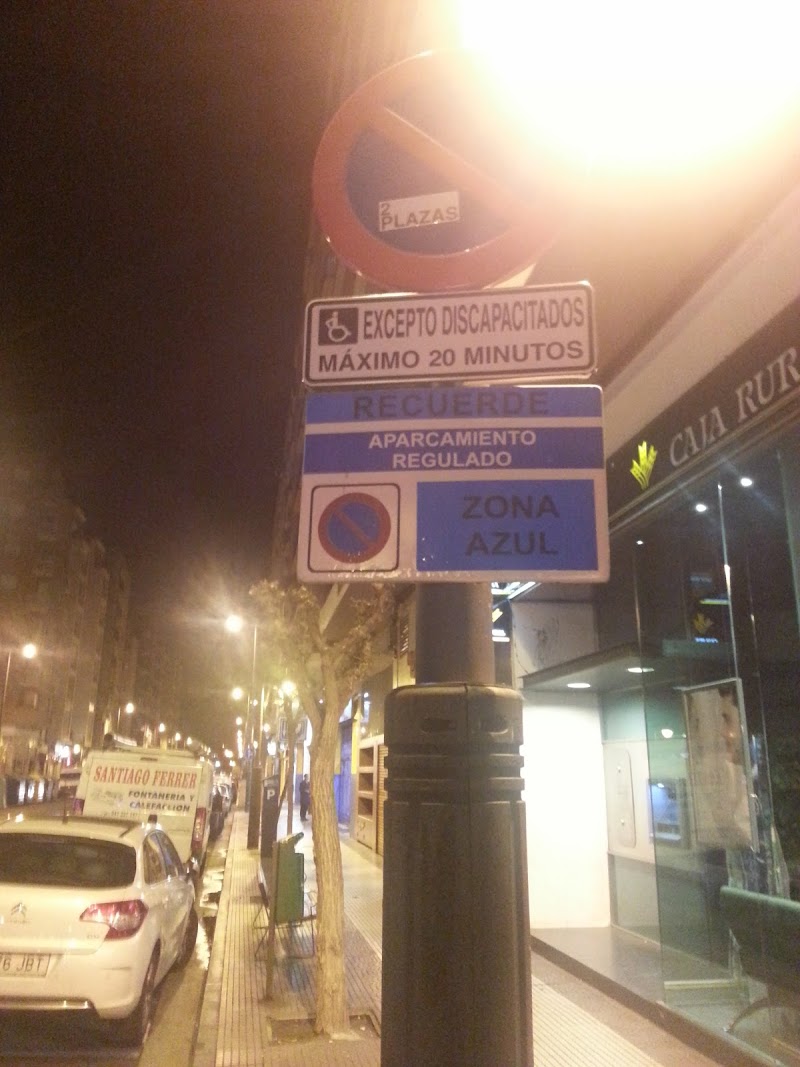 2
PLAZAS
EXCEPTO DISCAPACITADOS
MÁXIMO 20 MINUTOS
RECUERDE
APARCAMIENTO
REGULADO
ZONA
AZUL
CAJA RUR
SANTIAGO FERRER
FONTANERIA Y
CALEFACCION
P
6 JBT